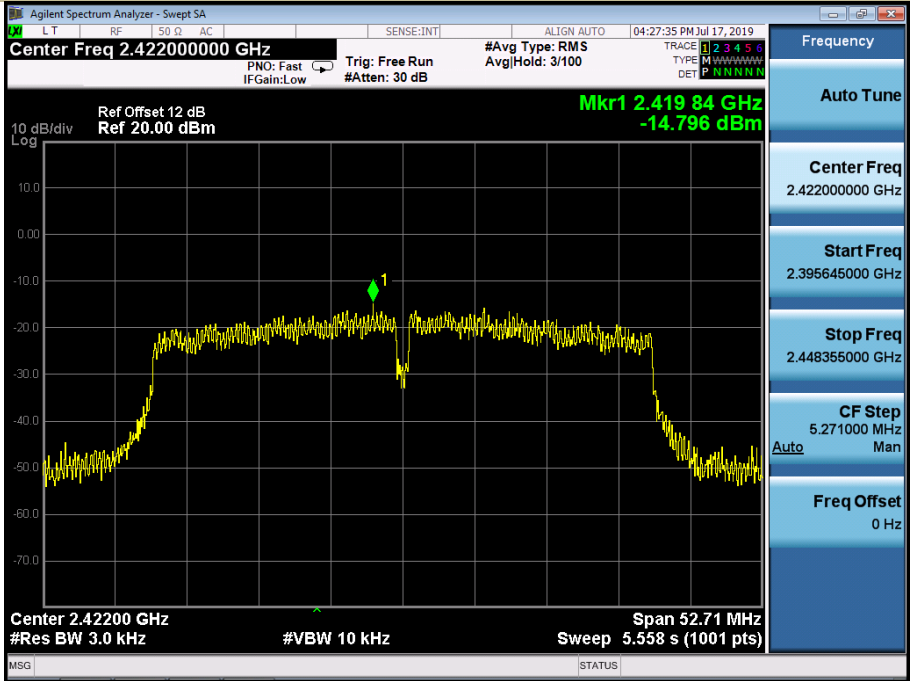 Agilent Spectrum Analyzer - Swept SA
LXI L T RF 50 Ω AC SENSE:INT ALIGN AUTO 04:27:35 PM Jul 17, 2019
Center Freq 2.422000000 GHz
PNO: Fast
IFGain:Low
Trig: Free Run
#Atten: 30 dB
#Avg Type: RMS
Avg|Hold: 3/100
TRACE 1 2 3 4 5 6
TYPE M WWWWW
DET P N N N N N
Ref Offset 12 dB
10 dB/div Ref 20.00 dBm
Log
Mkr1 2.419 84 GHz
-14.796 dBm
10.0
0.00
-10.0
-20.0
-30.0
-40.0
-50.0
-60.0
-70.0
1
Center 2.42200 GHz Span 52.71 MHz
#Res BW 3.0 kHz #VBW 10 kHz Sweep 5.558 s (1001 pts)
MSG STATUS
Frequency
Auto Tune
Center Freq
2.422000000 GHz
Start Freq
2.395645000 GHz
Stop Freq
2.448355000 GHz
CF Step
5.271000 MHz
Auto Man
Freq Offset
0 Hz